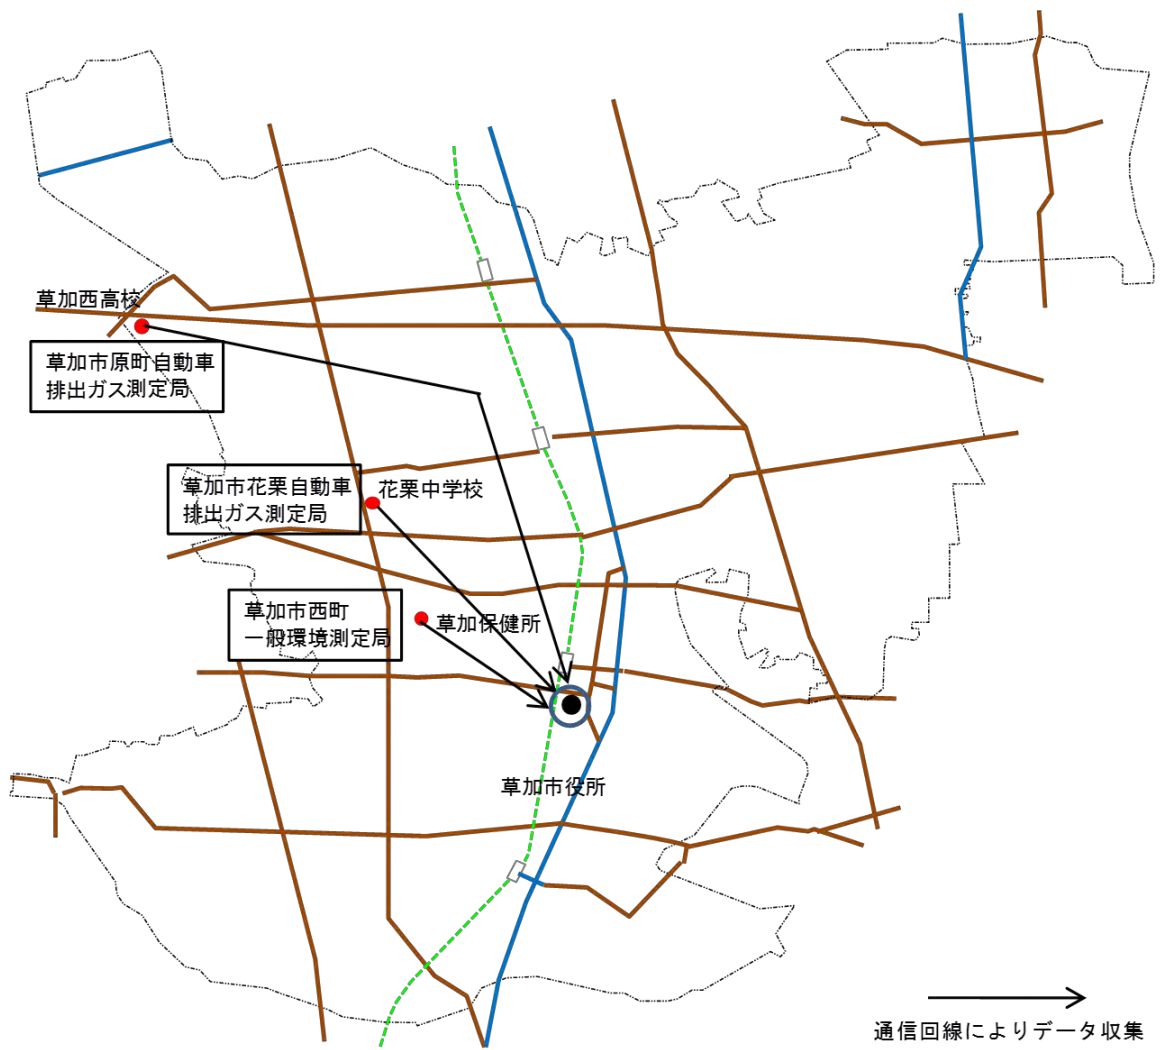 草加西高校
草加市原町自動車
排出ガス測定局
草加市花栗自動車
排出ガス測定局
花栗中学校
草加市西町
一般環境測定局
草加保健所
草加市役所
通信回線によりデータ収集